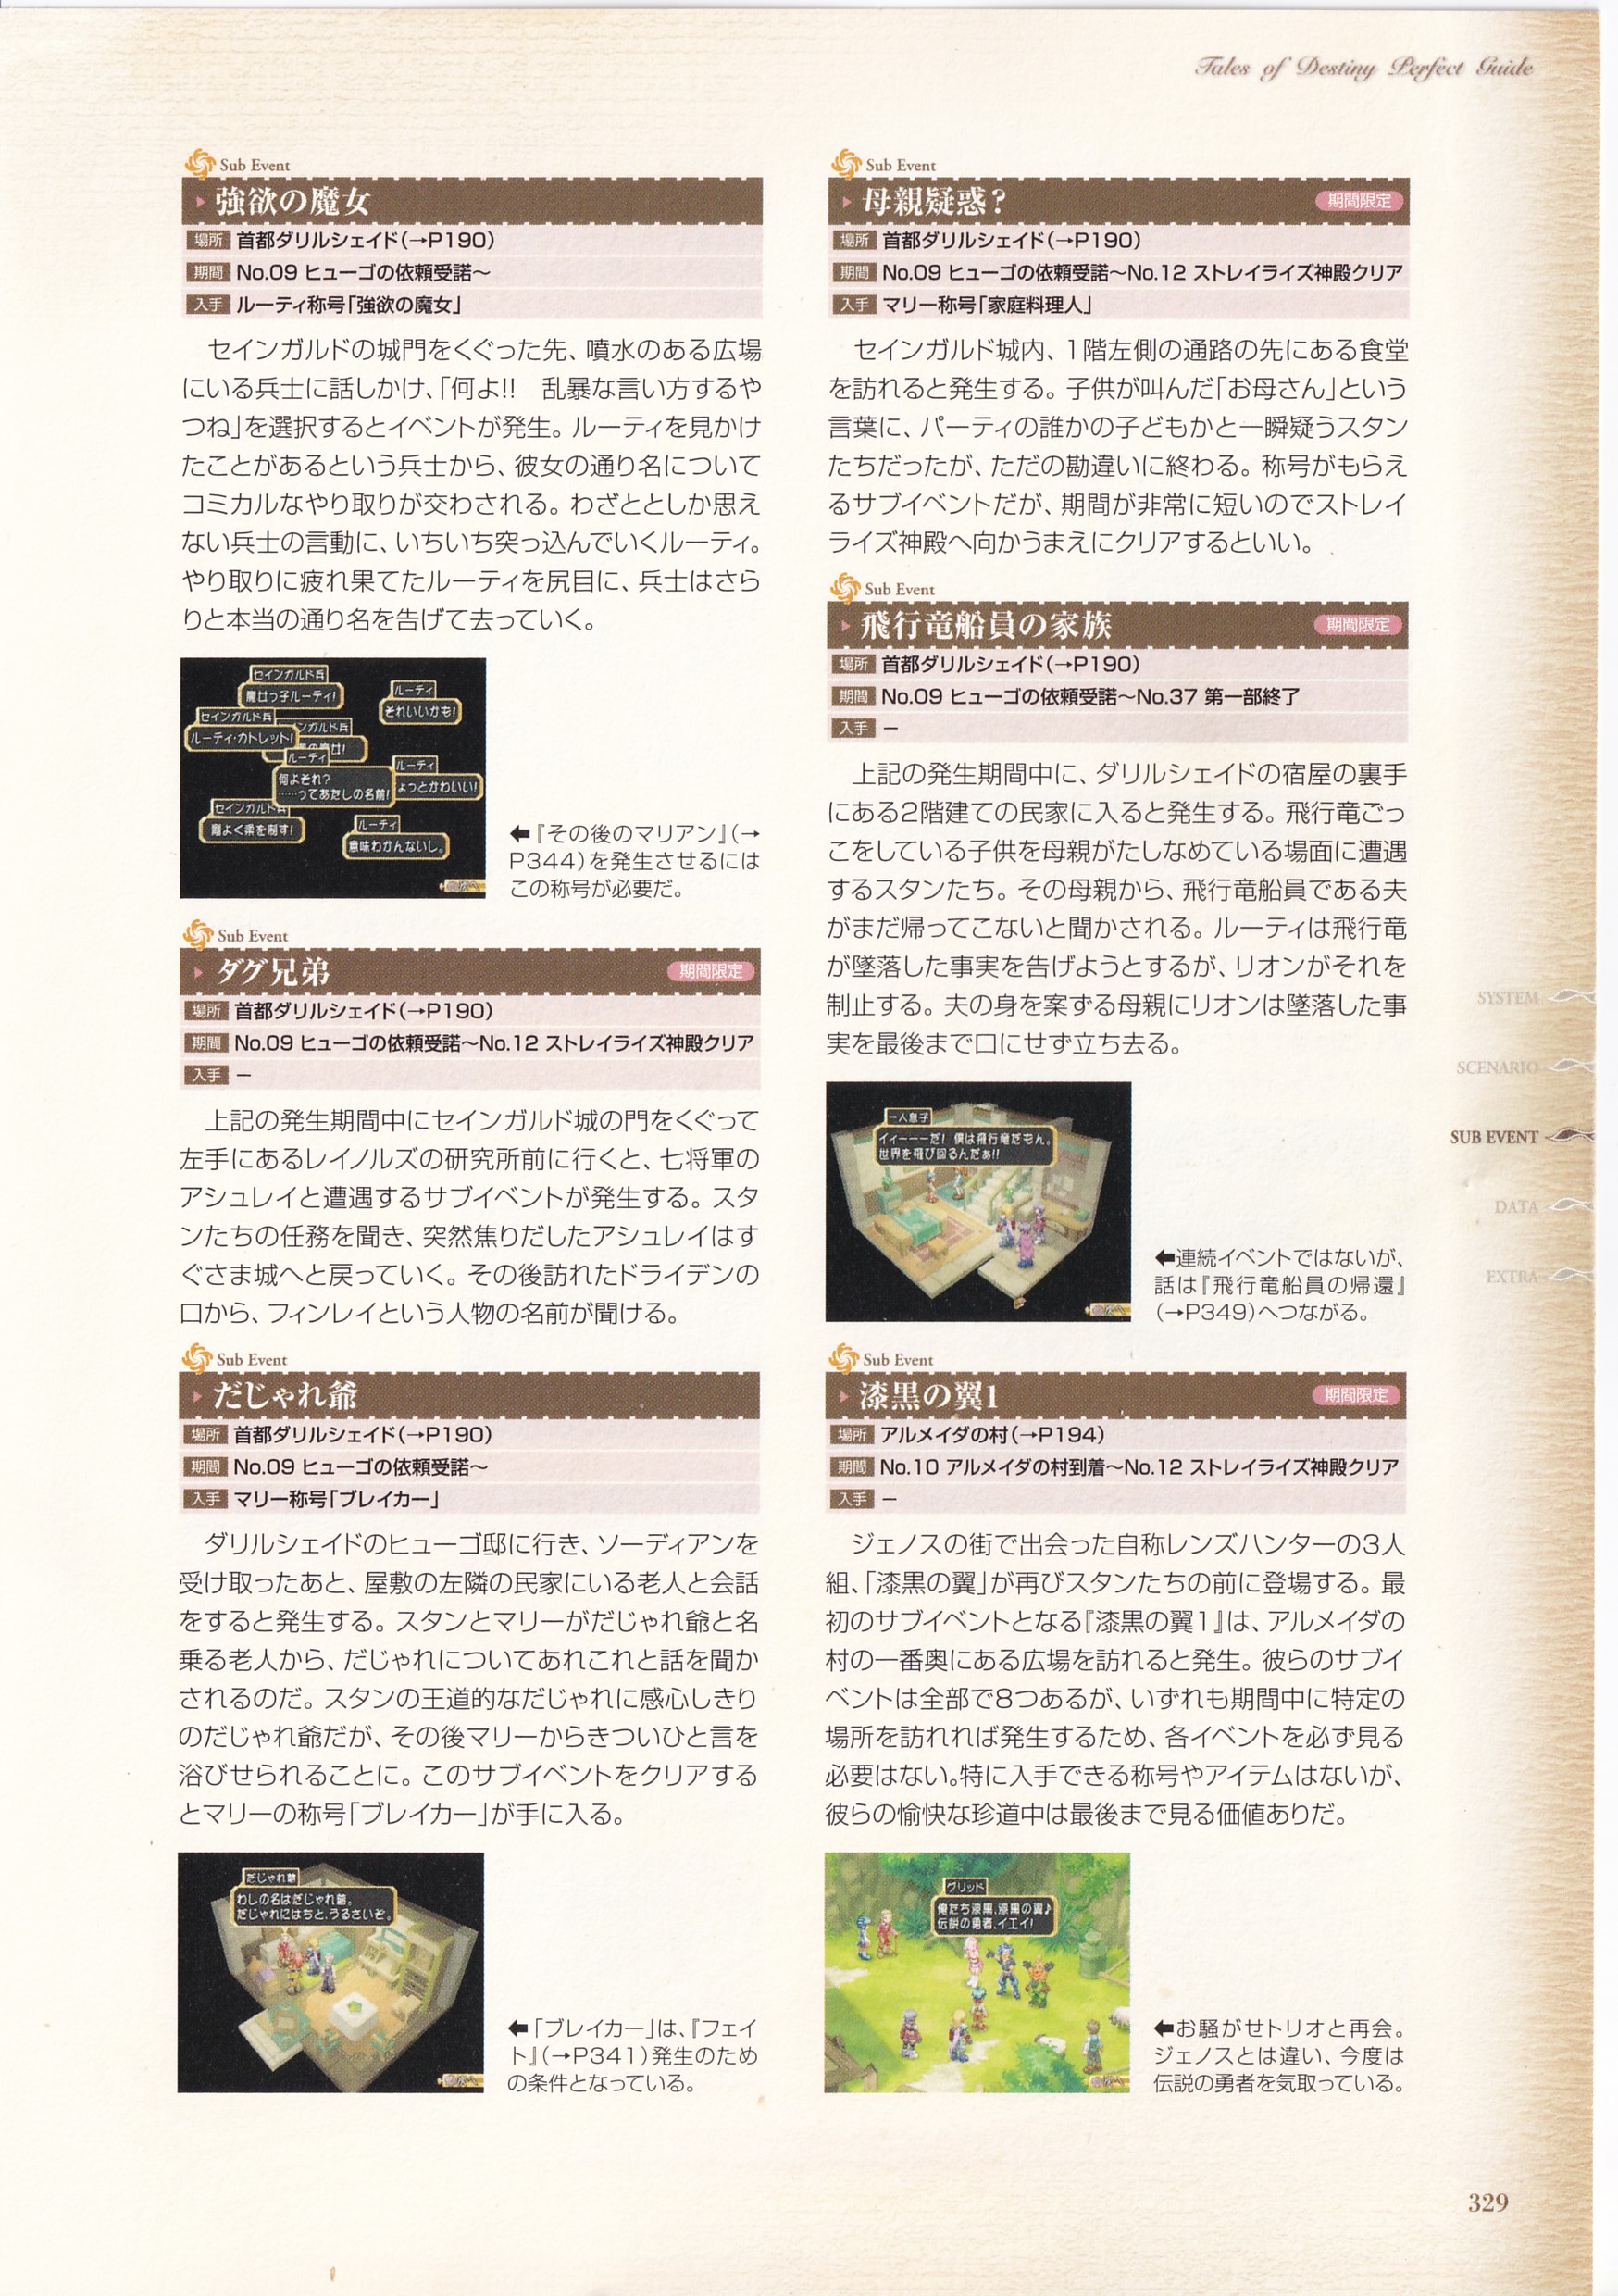 Tales of Destiny Perfect Guide
Sub Event
強欲の魔女
場所 首都ダリルシェイド(→P190)
期間 No.09 ヒューゴの依頼受諾〜
入手 ルーティ称号「強欲の魔女」
セインガルドの城門をくぐった先、噴水のある広場
にいる兵士に話しかけ、「何よ!!　乱暴な言い方するや
つね」を選択するとイベントが発生。ルーティを見かけ
たことがあるという兵士から、彼女の通り名について
コミカルなやり取りが交わされる。わざととしか思え
ない兵士の言動に、いちいち突っ込んでいくルーティ。
やり取りに疲れ果てたルーティを尻目に、兵士はさら
りと本当の通り名を告げて去っていく。
セインガルド兵
魔女っ子ルーティ!
ルーティ
それいいかも!
セインガルド兵
ルーティ・カトレット!
ンガルド兵
の魔女!
ルーティ
何よそれ?
……ってあたしの名前!
ルーティ
ょっとかわいい!
セインガルド兵
剛よく柔を制す!
ルーティ
意味わかんないし。
次へ
←『その後のマリアン』(→
P344)を発生させるには
この称号が必要だ。
Sub Event
ダグ兄弟 期間限定
場所 首都ダリルシェイド(→P190)
期間 No.09 ヒューゴの依頼受諾〜No.12 ストレイライズ神殿クリア
入手 ー
上記の発生期間中にセインガルド城の門をくぐって
左手にあるレイノルズの研究所前に行くと、七将軍の
アシュレイと遭遇するサブイベントが発生する。スタ
ンたちの任務を聞き、突然焦りだしたアシュレイはす
ぐさま城へと戻っていく。その後訪れたドライデンの
口から、フィンレイという人物の名前が聞ける。
Sub Event
だじゃれ爺
場所 首都ダリルシェイド(→P190)
期間 No.09 ヒューゴの依頼受諾〜
入手 マリー称号「ブレイカー」
ダリルシェイドのヒューゴ邸に行き、ソーディアンを
受け取ったあと、屋敷の左隣の民家にいる老人と会話
をすると発生する。スタンとマリーがだじゃれ爺と名
乗る老人から、だじゃれについてあれこれと話を聞か
されるのだ。スタンの王道的なだじゃれに感心しきり
のだじゃれ爺だが、その後マリーからきついひと言を
浴びせられることに。このサブイベントをクリアする
とマリーの称号「ブレイカー」が手に入る。
だじゃれ爺
わしの名はだじゃれ爺。
だじゃれにはちと、うるさいぞ。
次へ
←「ブレイカー」は、『フェイ
ト』(→P341)発生のため
の条件となっている。
Sub Event
母親疑惑? 期間限定
場所 首都ダリルシェイド(→P190)
期間 No.09 ヒューゴの依頼受諾〜No.12 ストレイライズ神殿クリア
入手 マリー称号「家庭料理人」
セインガルド城内、1階左側の通路の先にある食堂
を訪れると発生する。子供が叫んだ「お母さん」という
言葉に、パーティの誰かの子どもかと一瞬疑うスタン
たちだったが、ただの勘違いに終わる。称号がもらえ
るサブイベントだが、期間が非常に短いのでストレイ
ライズ神殿へ向かうまえにクリアするといい。
Sub Event
飛行竜船員の家族 期間限定
場所 首都ダリルシェイド(→P190)
期間 No.09 ヒューゴの依頼受諾〜No.37 第一部終了
入手 ー
上記の発生期間中に、ダリルシェイドの宿屋の裏手
にある2階建ての民家に入ると発生する。飛行竜ごっ
こをしている子供を母親がたしなめている場面に遭遇
するスタンたち。その母親から、飛行竜船員である夫
がまだ帰ってこないと聞かされる。ルーティは飛行竜
が墜落した事実を告げようとするが、リオンがそれを
制止する。夫の身を案ずる母親にリオンは墜落した事
実を最後まで口にせず立ち去る。
一人息子
イィーーーだ! 僕は飛行竜だもん。
世界を飛び回るんだぁ!!
次へ
←連続イベントではないが、
話は『飛行竜船員の帰還』
(→P349)へつながる。
Sub Event
漆黒の翼1 期間限定
場所 アルメイダの村(→P194)
期間 No.10 アルメイダの村到着〜No.12 ストレイライズ神殿クリア
入手 ー
ジェノスの街で出会った自称レンズハンターの3人
組、「漆黒の翼」が再びスタンたちの前に登場する。最
初のサブイベントとなる『漆黒の翼1』は、アルメイダの
村の一番奥にある広場を訪れると発生。彼らのサブイ
ベントは全部で8つあるが、いずれも期間中に特定の
場所を訪れれば発生するため、各イベントを必ず見る
必要はない。特に入手できる称号やアイテムはないが、
彼らの愉快な珍道中は最後まで見る価値ありだ。
グリッド
俺たち漆黒、漆黒の翼♪
伝説の勇者、イエイ!
次へ
←お騒がせトリオと再会。
ジェノスとは違い、今度は
伝説の勇者を気取っている。
SYSTEM
SCENARIO
SUB EVENT
DATA
EXTRA
329